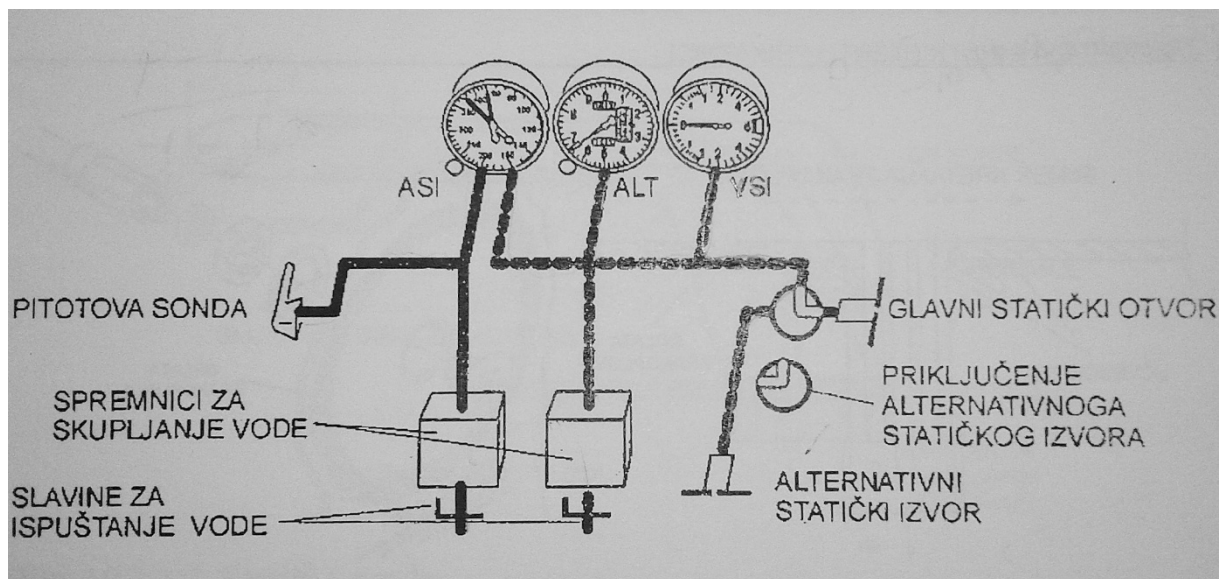 ASI
ALT
VSI
PITOTOVA SONDA
GLAVNI STATIČKI OTVOR
PRIKLJUČENJE
ALTERNATIVNOGA
STATIČKOG IZVORA
SPREMNICI ZA
SKUPLJANJE VODE
ALTERNATIVNI
STATIČKI IZVOR
SLAVINE ZA
ISPUŠTANJE VODE